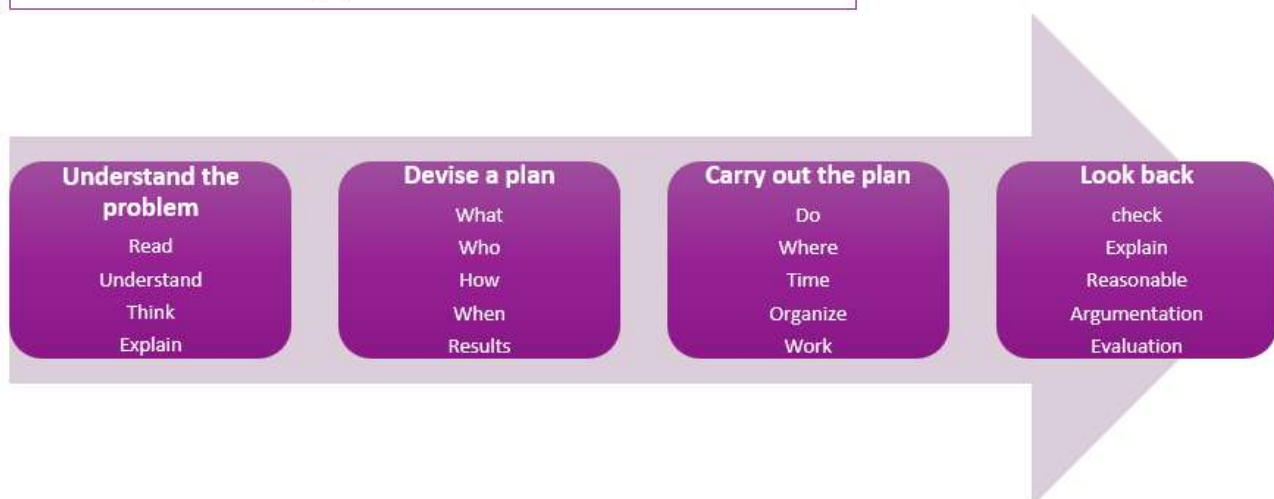 Understand the
problem
Read
Understand
Think
Explain
Devise a plan
What
Who
How
When
Results
Carry out the plan
Do
Where
Time
Organize
Work
Look back
check
Explain
Reasonable
Argumentation
Evaluation